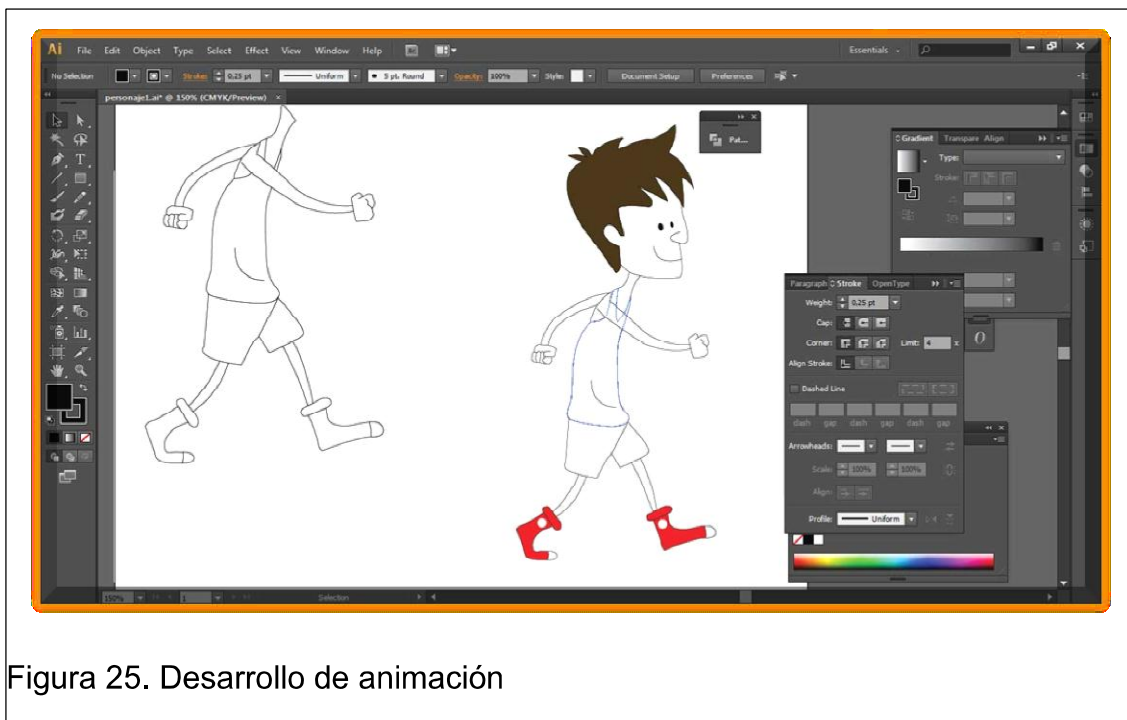 Ai File Edit Object Type Select Effect View Window Help Br Essentials
No Selection Stroke: 0,25 pt Uniform 5 pt. Round Opacity: 100% Style: Document Setup Preferences
personaje1.ai* @ 150% (CMYK/Preview) ×
Pat...
Gradient Transpare Align
Type:
Stroke:
Paragraph Stroke OpenType
Weight: 0,25 pt
Cap:
Corner: Limit: 4 x
Align Stroke:
Dashed Line
dash gap dash gap dash gap
Arrowheads:
Scale: 100% 100%
Align:
Profile: Uniform
150% 1 Selection
Figura 25. Desarrollo de animación